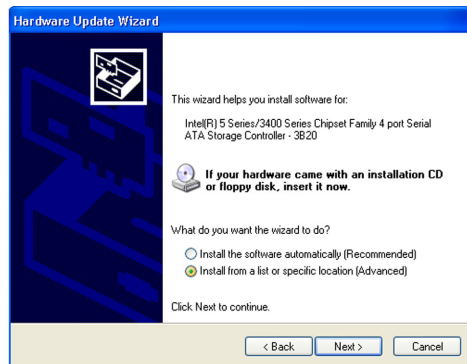 Hardware Update Wizard
This wizard helps you install software for:
Intel(R) 5 Series/3400 Series Chipset Family 4 port Serial
ATA Storage Controller - 3B20
If your hardware came with an installation CD
or floppy disk, insert it now.
What do you want the wizard to do?
Install the software automatically (Recommended)
Install from a list or specific location (Advanced)
Click Next to continue.
< Back Next > Cancel